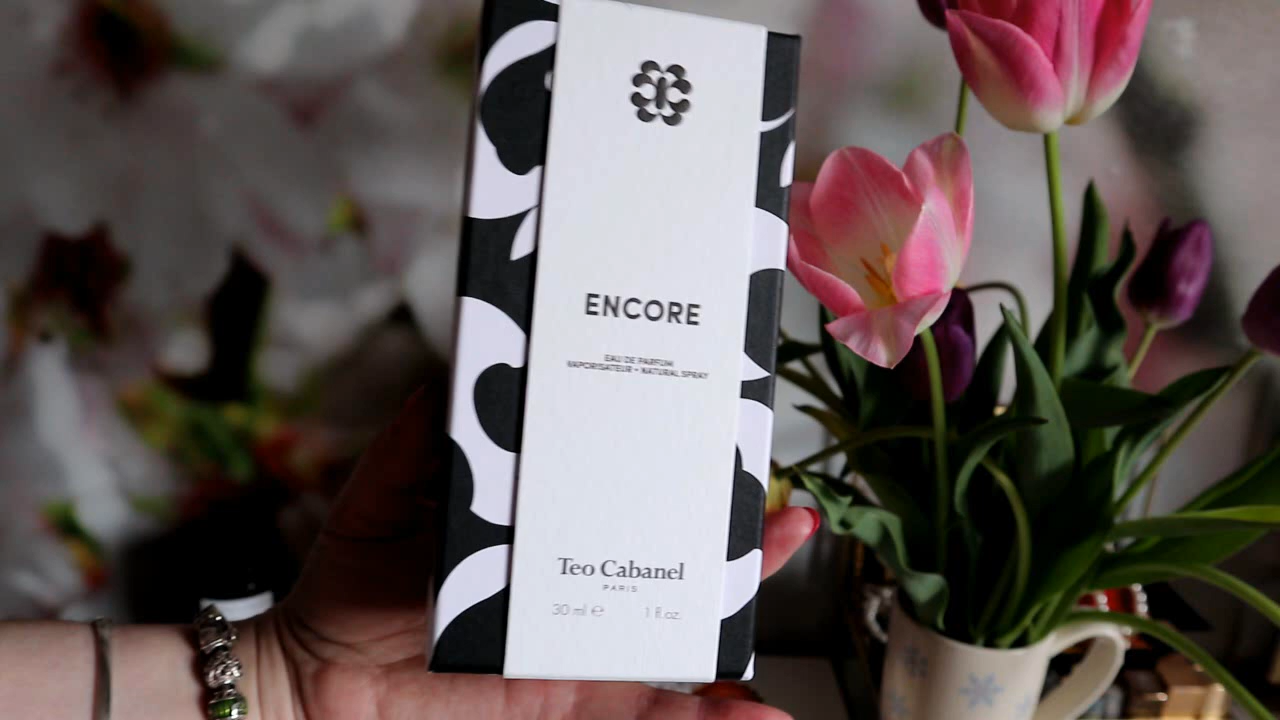 ENCORE
EAU DE PARFUM
VAPORISATEUR • NATURAL SPRAY
Teo Cabanel
PARIS
30 ml ℮ 1 fl.oz.